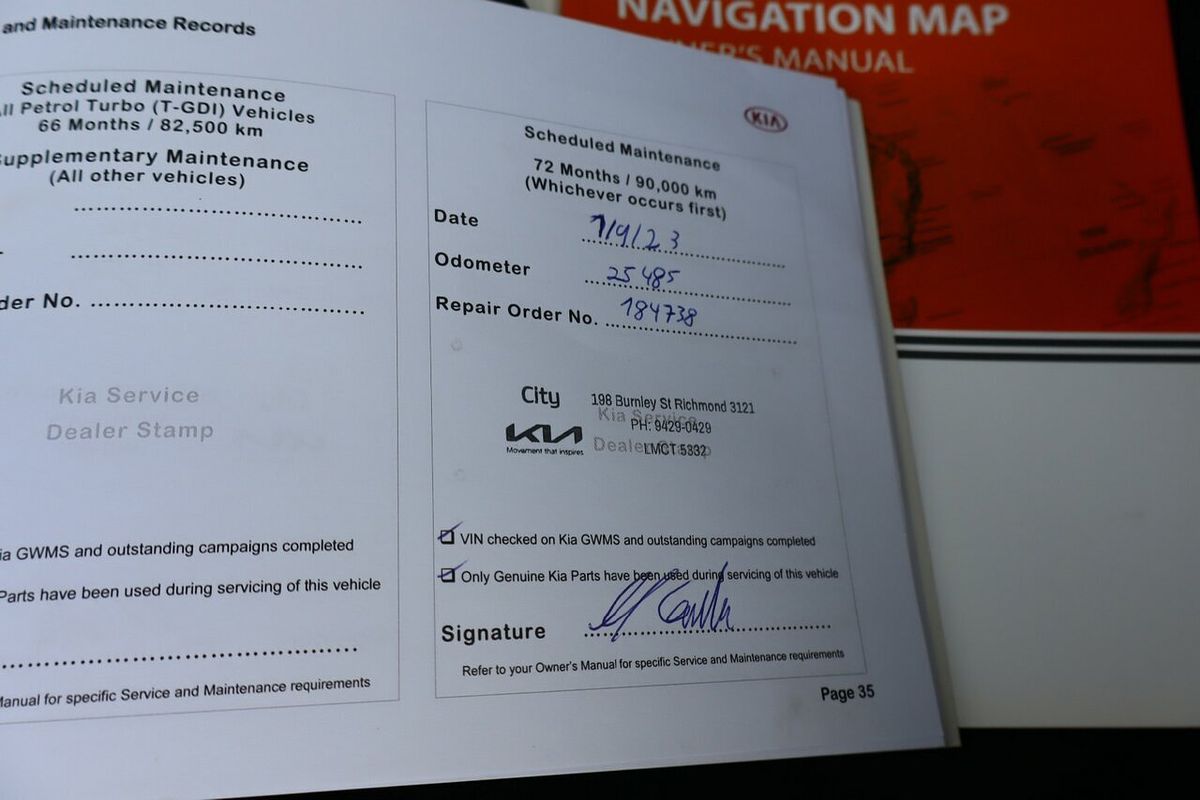 and Maintenance Records
Scheduled Maintenance
All Petrol Turbo (T-GDI) Vehicles
66 Months / 82,500 km
Supplementary Maintenance
(All other vehicles)
der No.
Kia Service
Dealer Stamp
ia GWMS and outstanding campaigns completed
Parts have been used during servicing of this vehicle
Manual for specific Service and Maintenance requirements
KIA
Scheduled Maintenance
72 Months / 90,000 km
(Whichever occurs first)
Date 7/9/23
Odometer 25485
Repair Order No. 184738
City
KIA
Movement that inspires
198 Burnley St Richmond 3121
Kia Service
PH: 9429-0429
Dealer Stamp
LMCT 5332
VIN checked on Kia GWMS and outstanding campaigns completed
Only Genuine Kia Parts have been used during servicing of this vehicle
Signature
Refer to your Owner's Manual for specific Service and Maintenance requirements
Page 35
NAVIGATION MAP
NER'S MANUAL